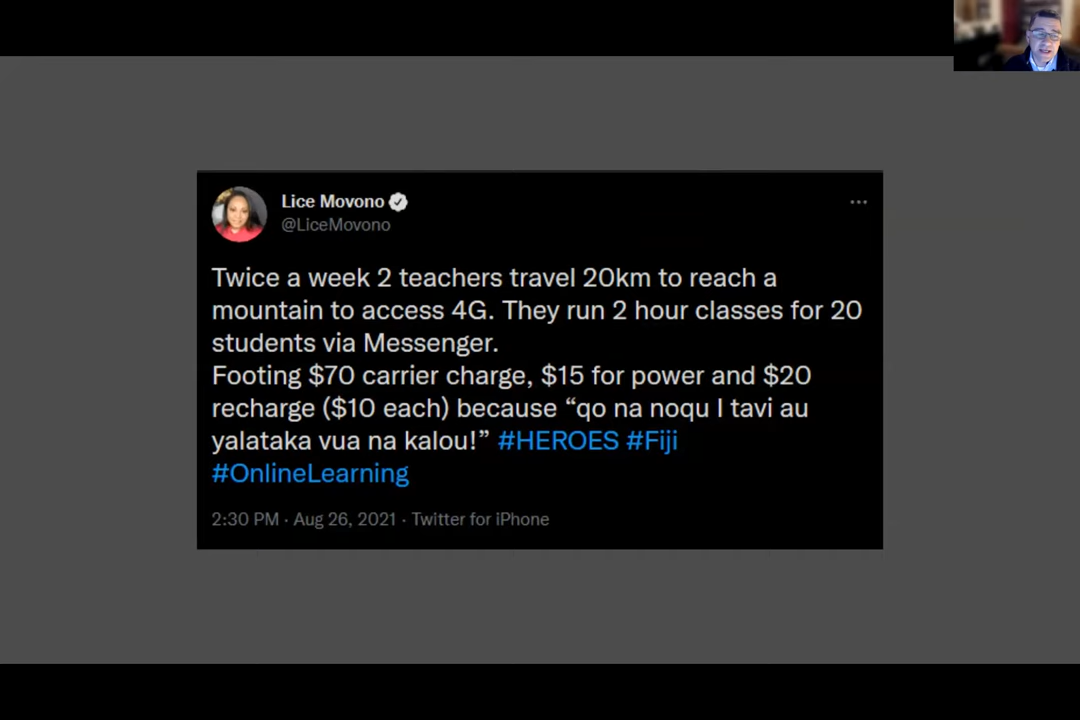 Lice Movono
@LiceMovono
Twice a week 2 teachers travel 20km to reach a
mountain to access 4G. They run 2 hour classes for 20
students via Messenger.
Footing $70 carrier charge, $15 for power and $20
recharge ($10 each) because “qo na noqu I tavi au
yalataka vua na kalou!” #HEROES #Fiji
#OnlineLearning
2:30 PM · Aug 26, 2021 · Twitter for iPhone